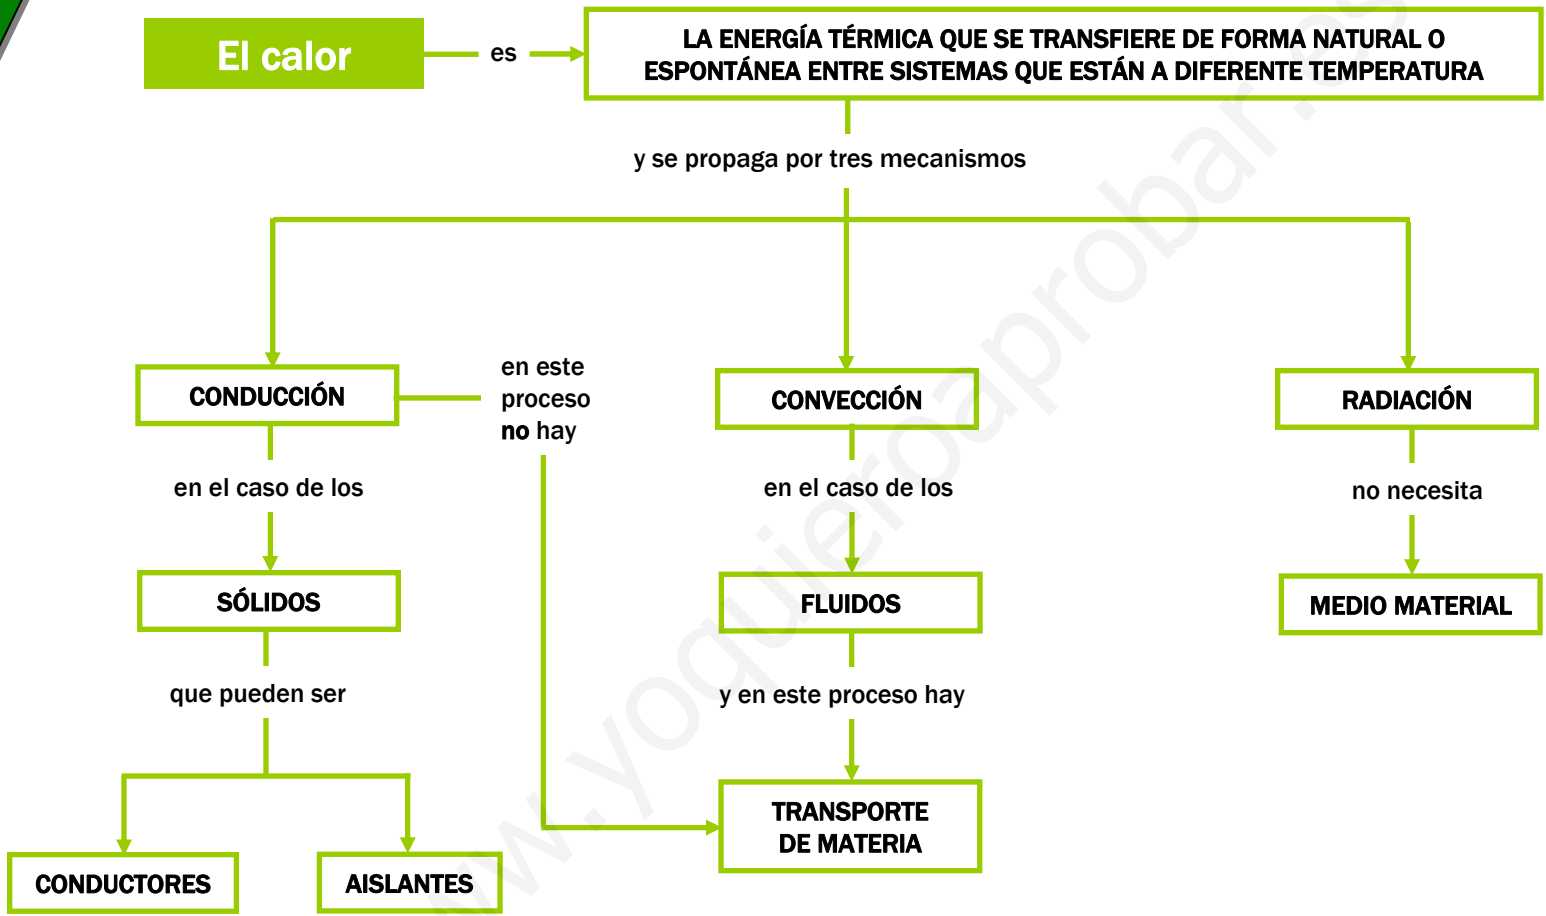 El calor
es
LA ENERGÍA TÉRMICA QUE SE TRANSFIERE DE FORMA NATURAL O
ESPONTÁNEA ENTRE SISTEMAS QUE ESTÁN A DIFERENTE TEMPERATURA
y se propaga por tres mecanismos
CONDUCCIÓN
en este
proceso
no hay
CONVECCIÓN
RADIACIÓN
en el caso de los
en el caso de los
no necesita
SÓLIDOS
FLUIDOS
MEDIO MATERIAL
que pueden ser
y en este proceso hay
TRANSPORTE
DE MATERIA
CONDUCTORES
AISLANTES
ww.yoquieroaprobar.es